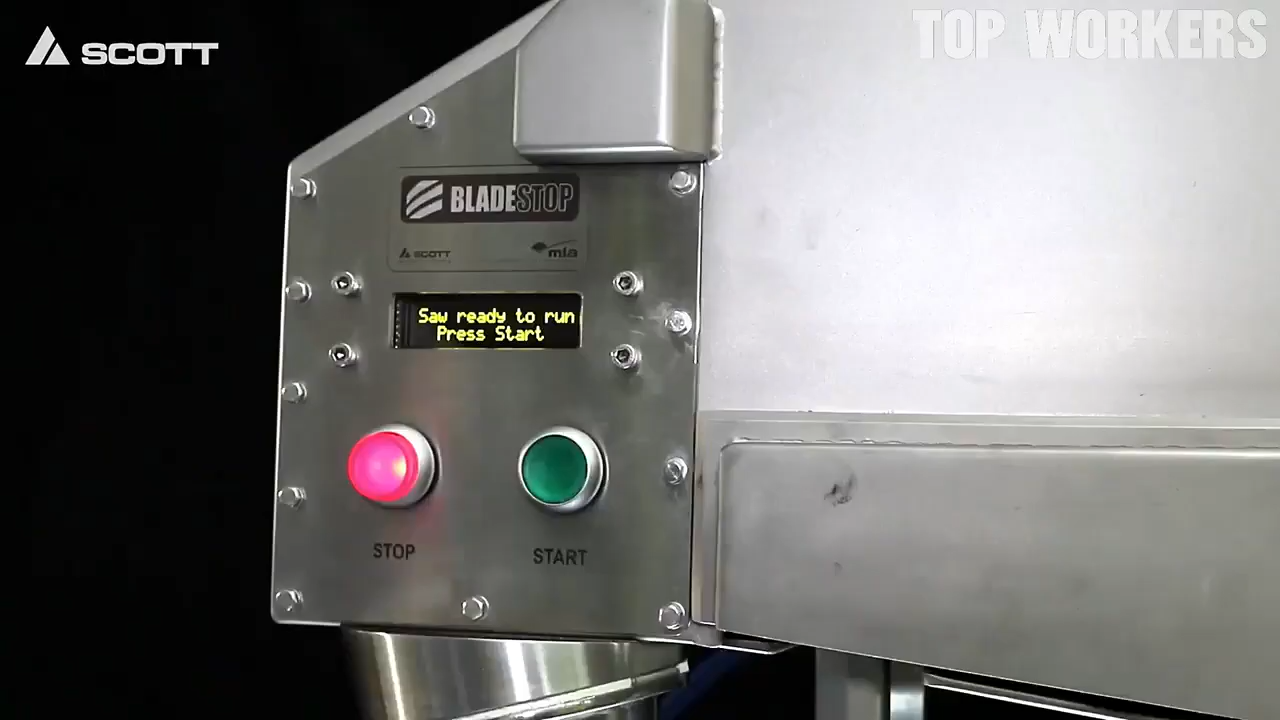 SCOTT
TOP WORKERS
BLADESTOP
SCOTT
mla
Saw ready to run
Press Start
STOP
START